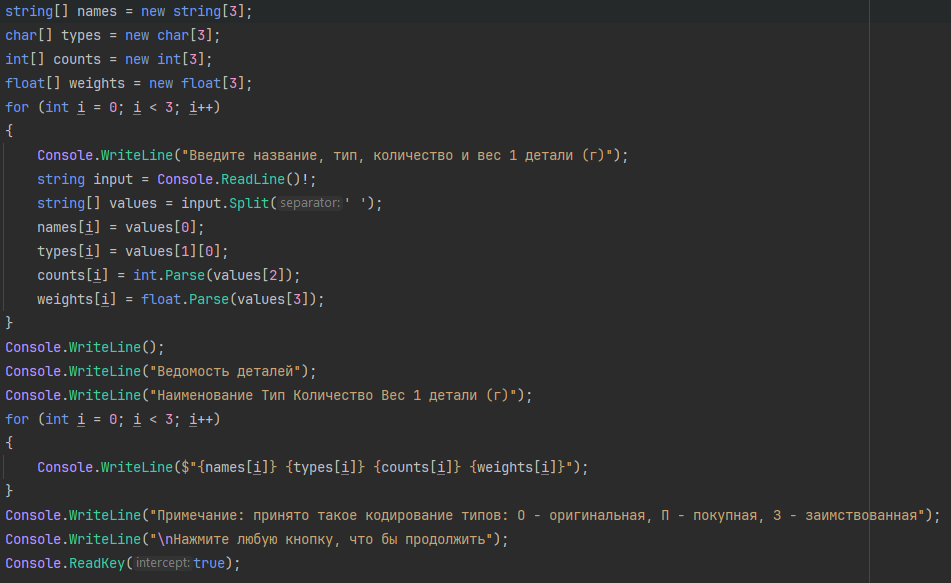 string[] names = new string[3];
char[] types = new char[3];
int[] counts = new int[3];
float[] weights = new float[3];
for (int i = 0; i < 3; i++)
{
    Console.WriteLine("Введите название, тип, количество и вес 1 детали (г)");
    string input = Console.ReadLine()!;
    string[] values = input.Split(separator: ' ');
    names[i] = values[0];
    types[i] = values[1][0];
    counts[i] = int.Parse(values[2]);
    weights[i] = float.Parse(values[3]);
}
Console.WriteLine();
Console.WriteLine("Ведомость деталей");
Console.WriteLine("Наименование Тип Количество Вес 1 детали (г)");
for (int i = 0; i < 3; i++)
{
    Console.WriteLine($"{names[i]} {types[i]} {counts[i]} {weights[i]}");
}
Console.WriteLine("Примечание: принято такое кодирование типов: О - оригинальная, П - покупная, З - заимствованная");
Console.WriteLine("\nНажмите любую кнопку, что бы продолжить");
Console.ReadKey(intercept: true);